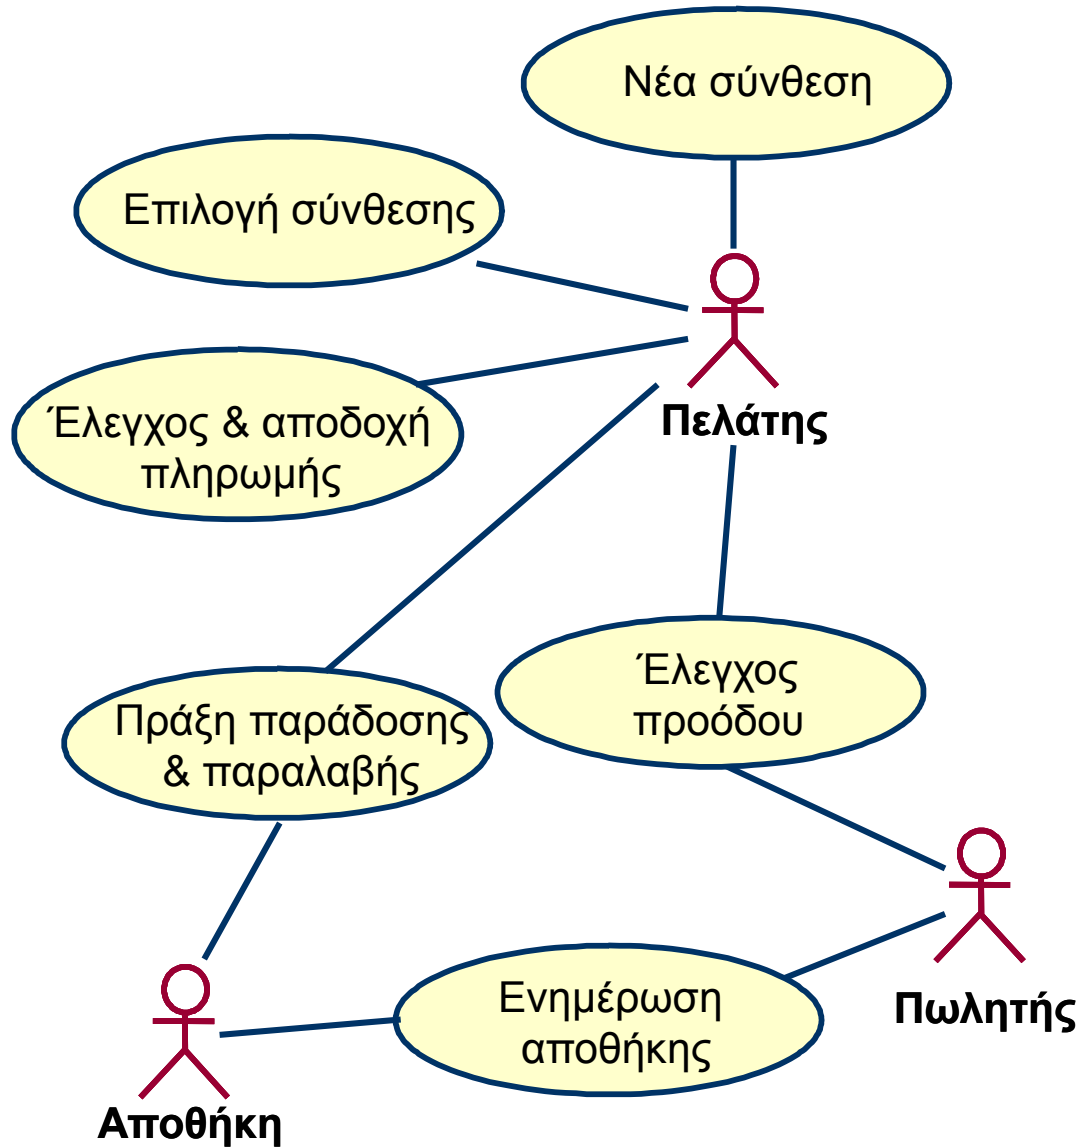 Νέα σύνθεση
Επιλογή σύνθεσης
Έλεγχος & αποδοχή
πληρωμής
Πελάτης
Έλεγχος
προόδου
Πράξη παράδοσης
& παραλαβής
Ενημέρωση
αποθήκης
Πωλητής
Αποθήκη